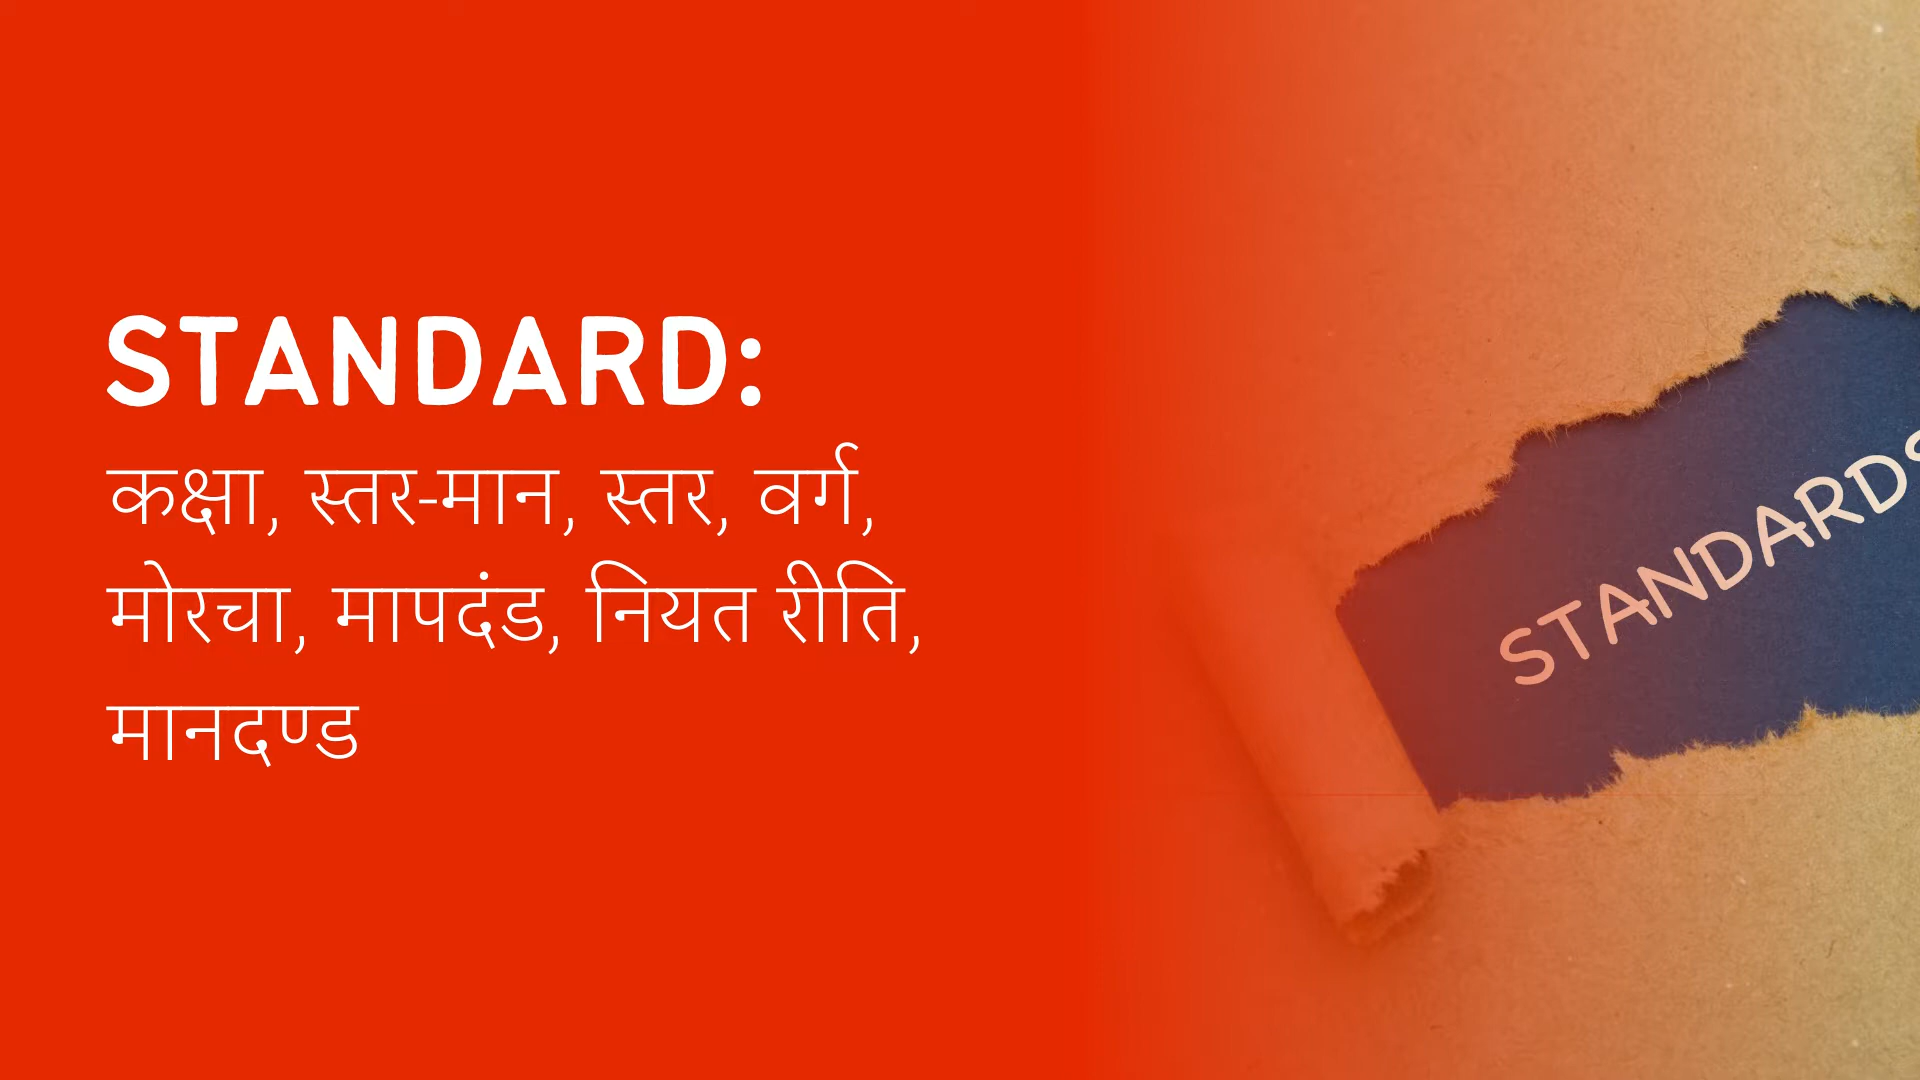 STANDARD:
कक्षा, स्तर-मान, स्तर, वर्ग,
मोरचा, मापदंड, नियत रीति,
मानदण्ड
STANDARDS